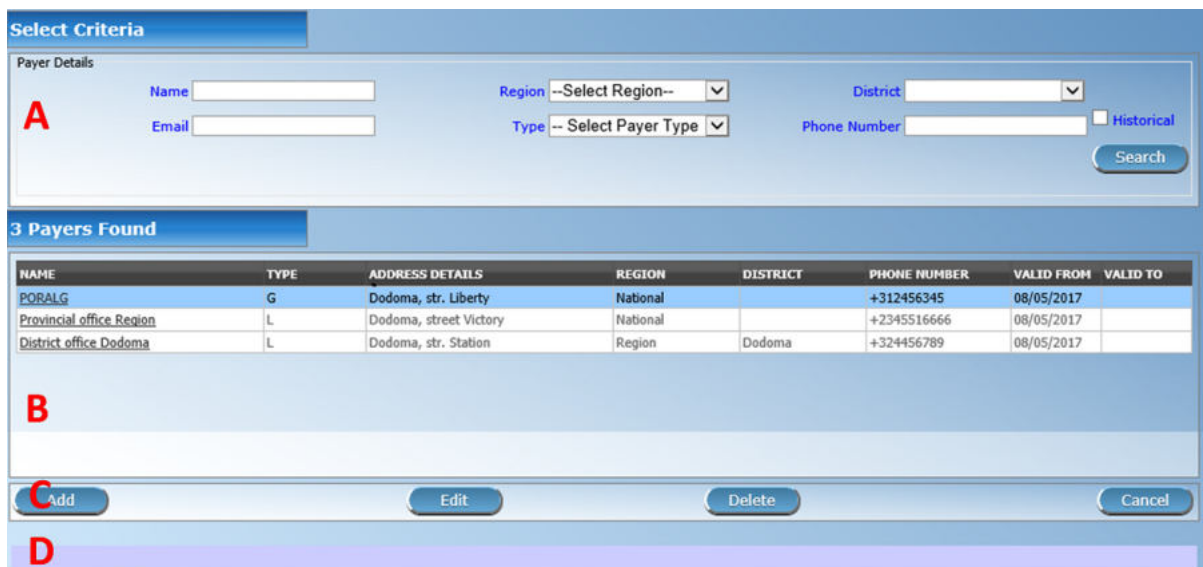 Select Criteria
Payer Details
Name Region --Select Region-- District
A
Email Type -- Select Payer Type Phone Number Historical
Search
3 Payers Found
NAME TYPE ADDRESS DETAILS REGION DISTRICT PHONE NUMBER VALID FROM VALID TO
PORALG G Dodoma, str. Liberty National +312456345 08/05/2017
Provincial office Region L Dodoma, street Victory National +2345516666 08/05/2017
District office Dodoma L Dodoma, str. Station Region Dodoma +324456789 08/05/2017
B
C Add Edit Delete Cancel
D